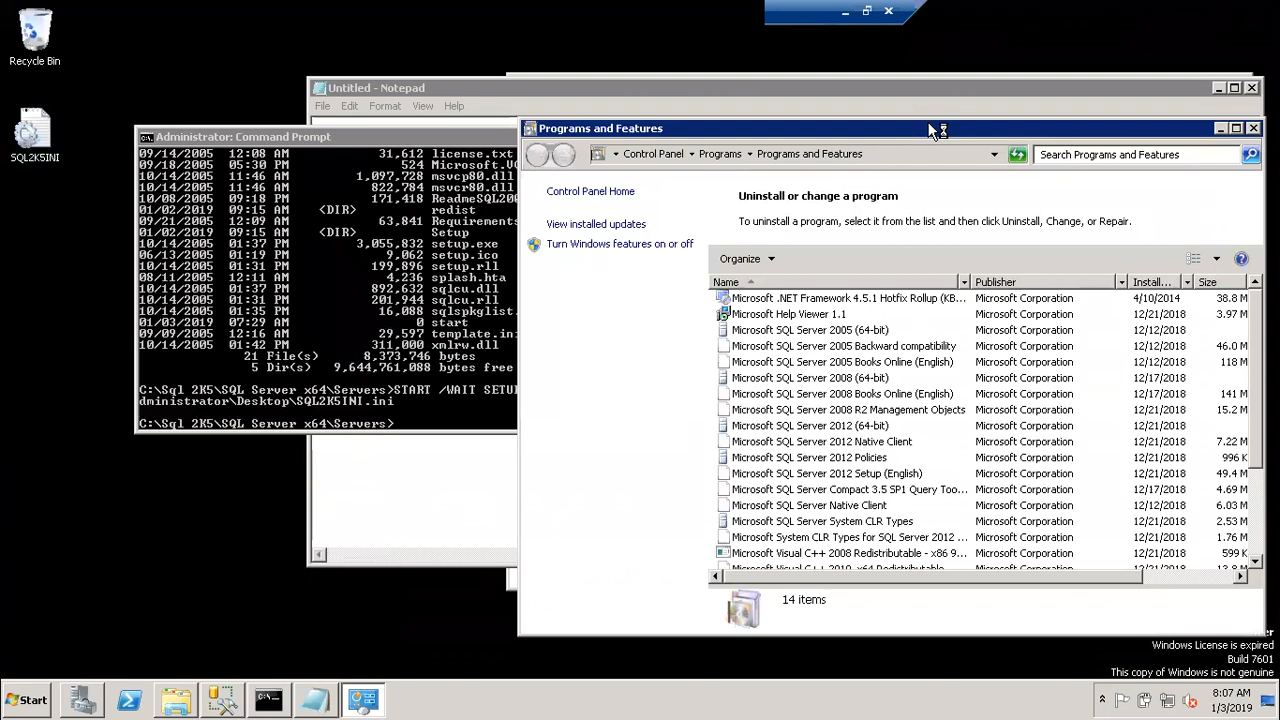 Recycle Bin
SQL2K5INI
Untitled - Notepad
File Edit Format View Help
Administrator: Command Prompt
09/14/2005 12:08 AM 31,612 license.txt
09/18/2005 05:30 PM 524 Microsoft.VC
10/14/2005 11:46 AM 1,097,728 msvcp80.dll
10/14/2005 11:46 AM 822,784 msvcr80.dll
10/08/2005 09:18 PM 171,418 ReadmeSQL200
01/02/2019 09:15 AM <DIR> redist
09/21/2005 12:09 AM 63,841 Requirements
01/02/2019 09:15 AM <DIR> Setup
10/14/2005 01:37 PM 3,055,832 setup.exe
06/13/2005 04:19 PM 9,062 setup.ico
10/14/2005 01:31 PM 199,896 setup.rll
08/11/2005 12:11 AM 4,236 splash.hta
10/14/2005 01:37 PM 892,632 sqlcu.dll
10/14/2005 01:30 PM 201,944 sqlcu.rll
10/14/2005 01:35 PM 16,088 sqlspkglist.
01/03/2019 07:29 AM 0 start
09/09/2005 12:16 AM 29,597 template.ini
10/14/2005 01:42 PM 311,000 xmlrw.dll
21 File(s) 8,373,746 bytes
5 Dir(s) 9,644,761,088 bytes free
C:\Sql 2K5\SQL Server x64\Servers>START /WAIT SETUP
dministrator\Desktop\SQL2K5INI.ini
C:\Sql 2K5\SQL Server x64\Servers>
Programs and Features
Control Panel Programs Programs and Features
Search Programs and Features
Control Panel Home
View installed updates
Turn Windows features on or off
Uninstall or change a program
To uninstall a program, select it from the list and then click Uninstall, Change, or Repair.
Organize
Name Publisher Install... Size
Microsoft .NET Framework 4.5.1 Hotfix Rollup (KB... Microsoft Corporation 4/10/2014 38.8 M
Microsoft Help Viewer 1.1 Microsoft Corporation 12/21/2018 3.97 M
Microsoft SQL Server 2005 (64-bit) Microsoft Corporation 12/12/2018
Microsoft SQL Server 2005 Backward compatibility Microsoft Corporation 12/12/2018 46.0 M
Microsoft SQL Server 2005 Books Online (English) Microsoft Corporation 12/12/2018 118 M
Microsoft SQL Server 2008 (64-bit) Microsoft Corporation 12/17/2018
Microsoft SQL Server 2008 Books Online (English) Microsoft Corporation 12/17/2018 141 M
Microsoft SQL Server 2008 R2 Management Objects Microsoft Corporation 12/21/2018 15.2 M
Microsoft SQL Server 2012 (64-bit) Microsoft Corporation 12/21/2018
Microsoft SQL Server 2012 Native Client Microsoft Corporation 12/21/2018 7.22 M
Microsoft SQL Server 2012 Policies Microsoft Corporation 12/21/2018 996 K
Microsoft SQL Server 2012 Setup (English) Microsoft Corporation 12/21/2018 49.4 M
Microsoft SQL Server Compact 3.5 SP1 Query Too... Microsoft Corporation 12/17/2018 4.69 M
Microsoft SQL Server Native Client Microsoft Corporation 12/12/2018 6.03 M
Microsoft SQL Server System CLR Types Microsoft Corporation 12/21/2018 2.53 M
Microsoft System CLR Types for SQL Server 2012 ... Microsoft Corporation 12/21/2018 1.76 M
Microsoft Visual C++ 2008 Redistributable - x86 9... Microsoft Corporation 12/21/2018 599 K
Microsoft Visual C++ 2010 x64 Redistributable Microsoft Corporation 12/21/2018 13.8 M
14 items
Windows License is expired
Build 7601
This copy of Windows is not genuine
Start
8:07 AM
1/3/2019